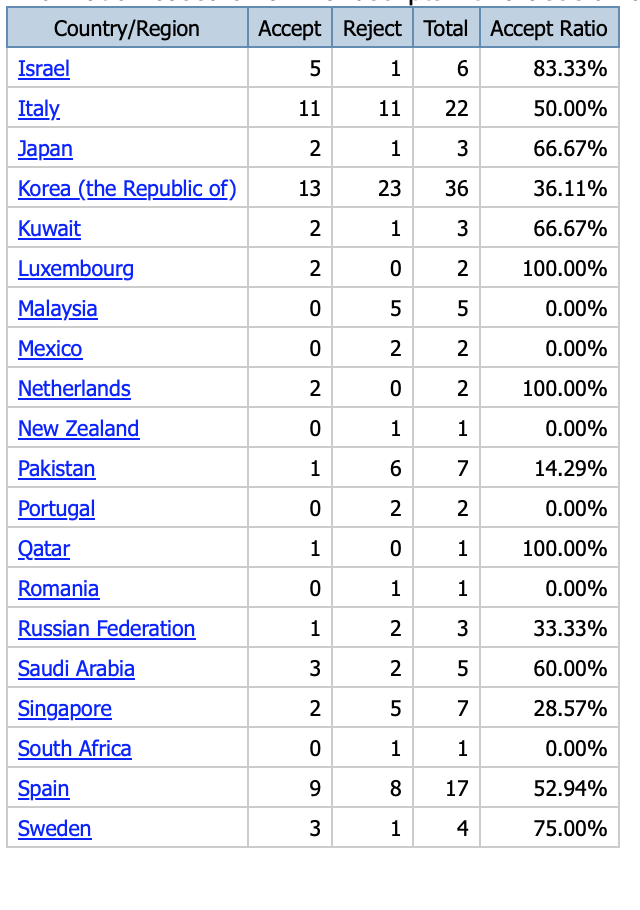 Country/Region Accept Reject Total Accept Ratio
Israel 5 1 6 83.33%
Italy 11 11 22 50.00%
Japan 2 1 3 66.67%
Korea (the Republic of) 13 23 36 36.11%
Kuwait 2 1 3 66.67%
Luxembourg 2 0 2 100.00%
Malaysia 0 5 5 0.00%
Mexico 0 2 2 0.00%
Netherlands 2 0 2 100.00%
New Zealand 0 1 1 0.00%
Pakistan 1 6 7 14.29%
Portugal 0 2 2 0.00%
Qatar 1 0 1 100.00%
Romania 0 1 1 0.00%
Russian Federation 1 2 3 33.33%
Saudi Arabia 3 2 5 60.00%
Singapore 2 5 7 28.57%
South Africa 0 1 1 0.00%
Spain 9 8 17 52.94%
Sweden 3 1 4 75.00%